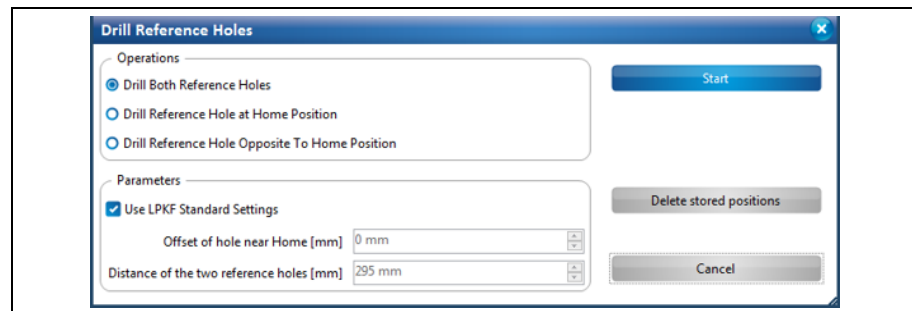 Drill Reference Holes
Operations
Drill Both Reference Holes
Drill Reference Hole at Home Position
Drill Reference Hole Opposite To Home Position
Start
Parameters
Use LPKF Standard Settings
Offset of hole near Home [mm] 0 mm
Distance of the two reference holes [mm] 295 mm
Delete stored positions
Cancel